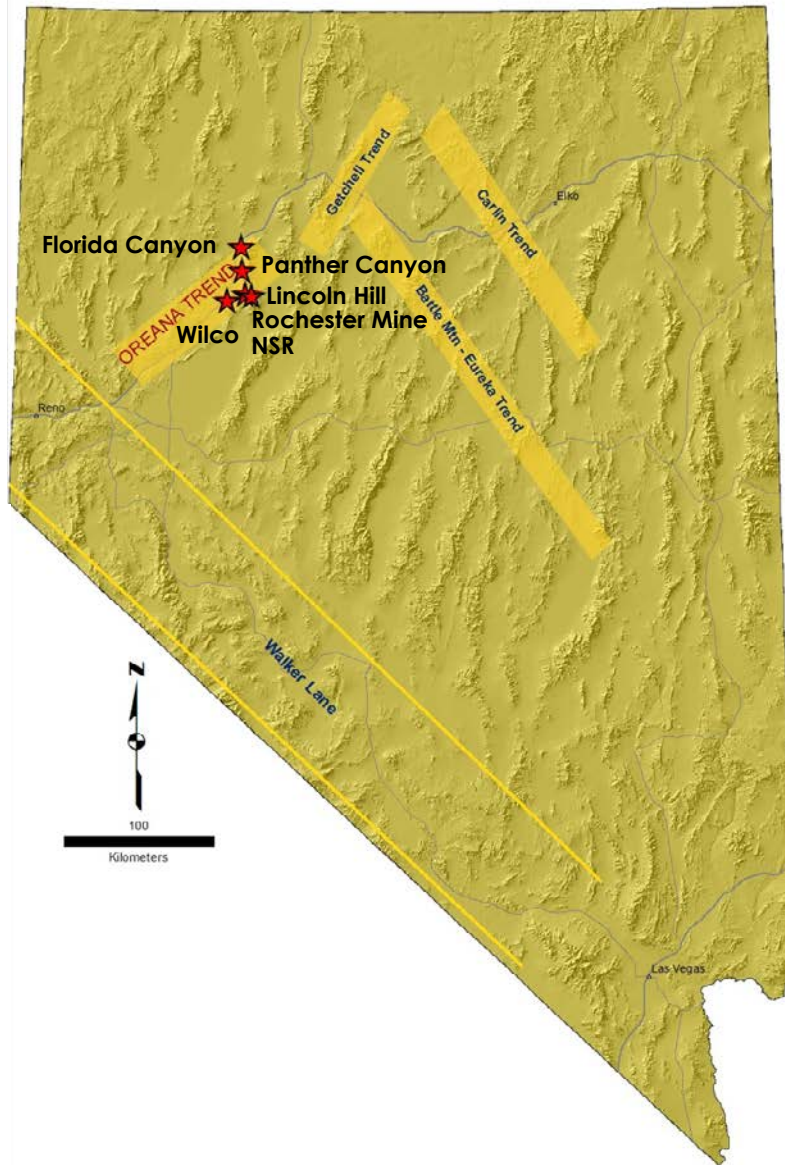 Getchell Trend
Carlin Trend
Elko
Florida Canyon
Panther Canyon
OREANA TREND
Lincoln Hill
Wilco
Rochester Mine
NSR
Battle Mtn - Eureka Trend
Reno
Walker Lane
N
100
Kilometers
Las Vegas